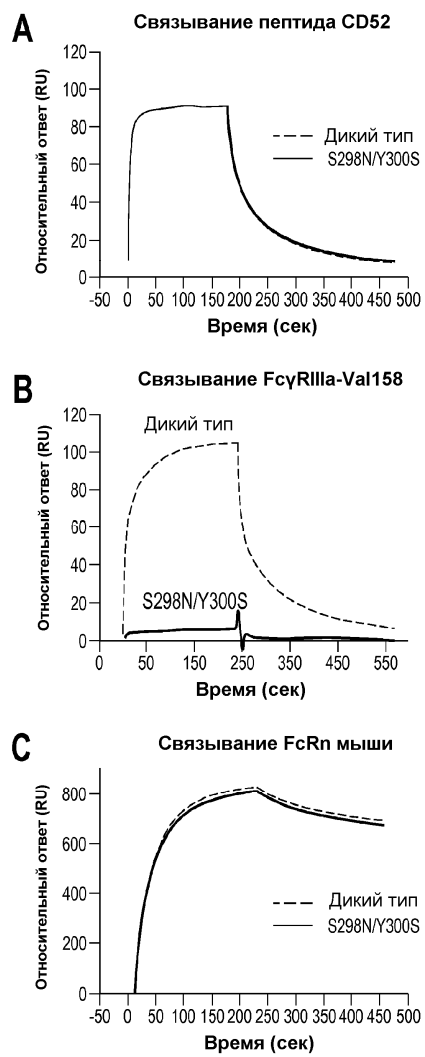 A
Связывание пептида CD52
Относительный ответ (RU)
120
100
80
60
40
20
0
Дикий тип
S298N/Y300S
-50 0 50 100 150 200 250 300 350 400 450 500
Время (сек)
B
Связывание FcγRIIIa-Val158
Относительный ответ (RU)
120
100
80
60
40
20
0
Дикий тип
S298N/Y300S
0 50 150 250 350 450 550
Время (сек)
C
Связывание FcRn мыши
Относительный ответ (RU)
800
600
400
200
0
Дикий тип
S298N/Y300S
-50 0 50 100 150 200 250 300 350 400 450 500
Время (сек)